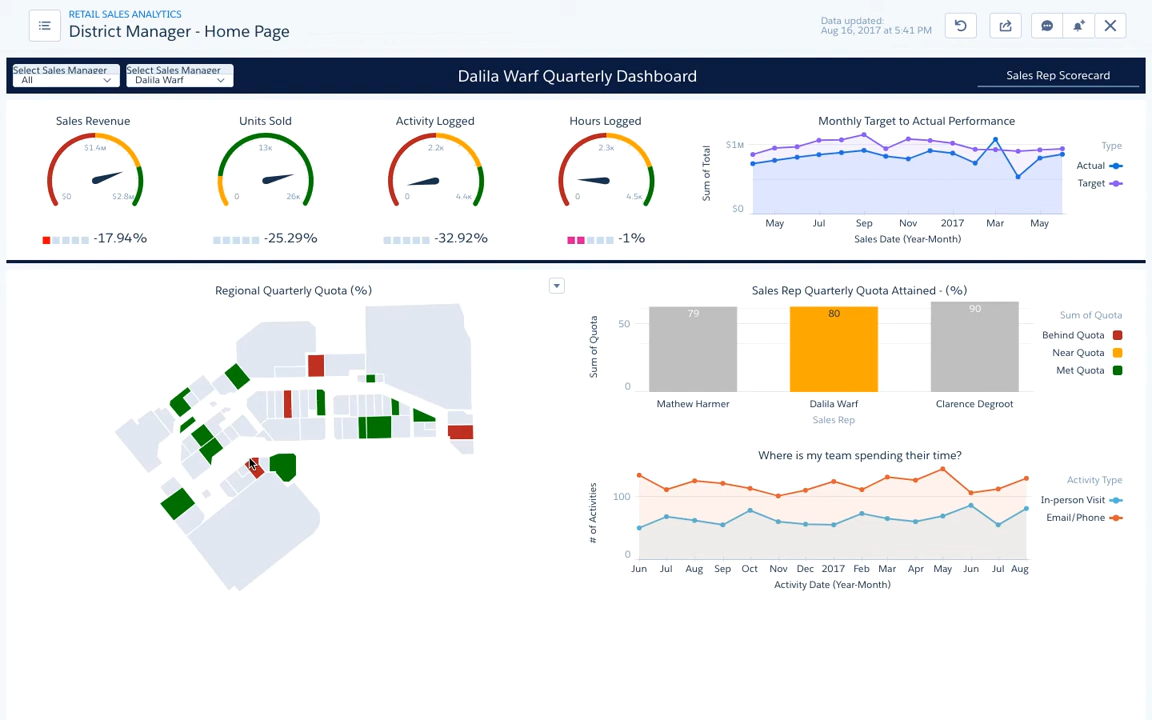 RETAIL SALES ANALYTICS
District Manager - Home Page
Data updated:
Aug 16, 2017 at 5:41 PM
Select Sales Manager
All
Select Sales Manager
Dalila Warf
Dalila Warf Quarterly Dashboard
Sales Rep Scorecard
Sales Revenue
$1.4M
$0
$2.8M
-17.94%
Units Sold
13K
0
26K
-25.29%
Activity Logged
2.2K
0
4.4K
-32.92%
Hours Logged
2.3K
0
4.5K
-1%
Monthly Target to Actual Performance
Sum of Total
$1M
$0
May Jul Sep Nov 2017 Mar May
Sales Date (Year-Month)
Type
Actual
Target
Regional Quarterly Quota (%)
Sales Rep Quarterly Quota Attained - (%)
Sum of Quota
50
0
79 80 90
Mathew Harmer Dalila Warf Clarence Degroot
Sales Rep
Sum of Quota
Behind Quota
Near Quota
Met Quota
Where is my team spending their time?
# of Activities
100
0
Jun Jul Aug Sep Oct Nov Dec 2017 Feb Mar Apr May Jun Jul Aug
Activity Date (Year-Month)
Activity Type
In-person Visit
Email/Phone